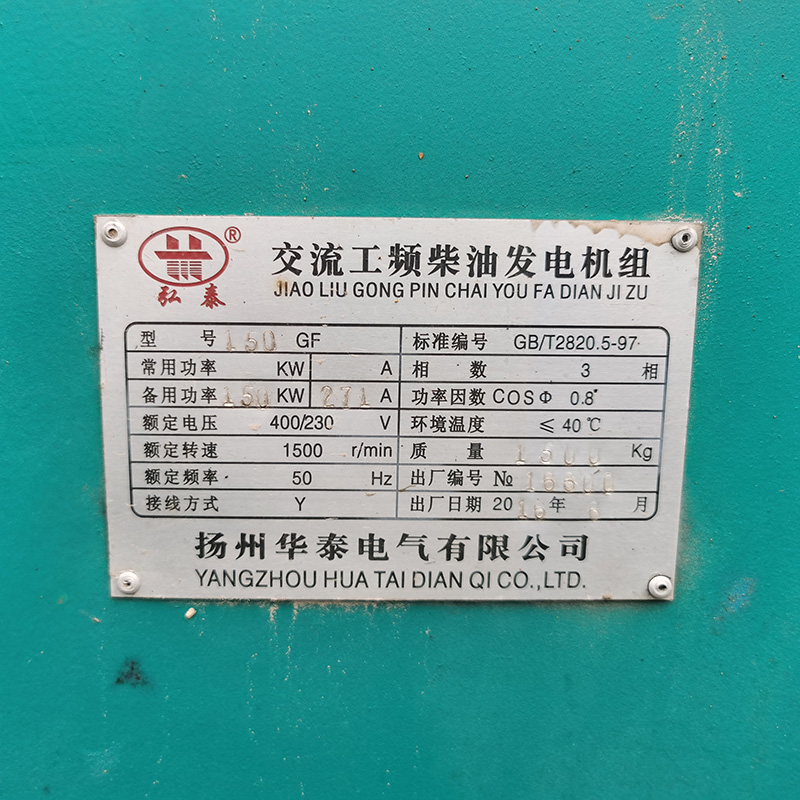 ®
弘泰
交流工频柴油发电机组
JIAO LIU GONG PIN CHAI YOU FA DIAN JI ZU
型号 150 GF 标准编号 GB/T2820.5-97
常用功率 KW A 相数 3 相
备用功率 150 KW 271 A 功率因数 COSΦ 0.8
额定电压 400/230 V 环境温度 ≤ 40℃
额定转速 1500 r/min 质量 1500 Kg
额定频率 50 Hz 出厂编号 №
接线方式 Y 出厂日期 2016年 月
扬州华泰电气有限公司
YANGZHOU HUA TAI DIAN QI CO.,LTD.